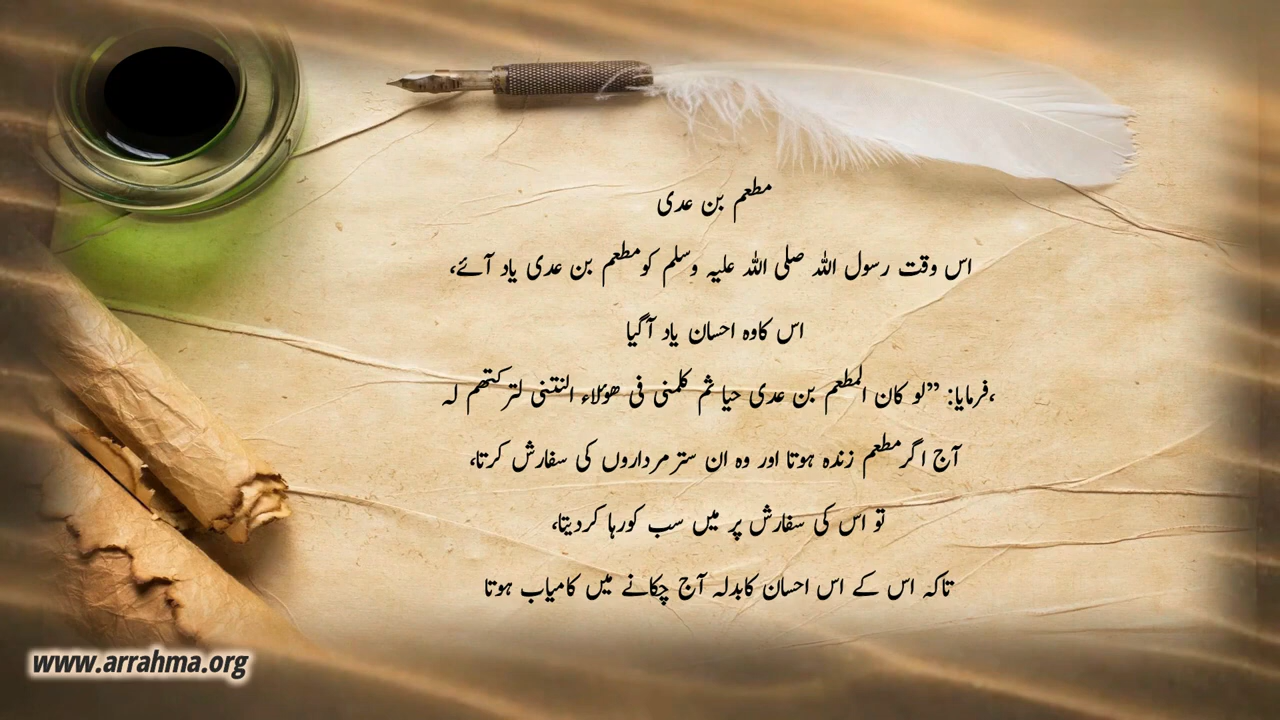 مطعم بن عدی
اس وقت رسول اللہ صلی اللہ علیہ وسلم کو مطعم بن عدی یاد آئے،
اس کا وہ احسان یاد آگیا
،فرمایا: ”لو کان المطعم بن عدی حیا ثم کلمنی فی ھؤلاء النتنی لترکتھم لہ
آج اگر مطعم زندہ ہوتا اور وہ ان ستر مرداروں کی سفارش کرتا،
تو اس کی سفارش پر میں سب کو رہا کردیتا،
تاکہ اس کے اس احسان کا بدلہ آج چکانے میں کامیاب ہوتا
www.arrahma.org